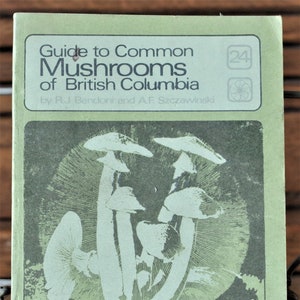 Guide to Common
Mushrooms
of British Columbia
by R.J. Bandoni and A.F. Szczawinski
24